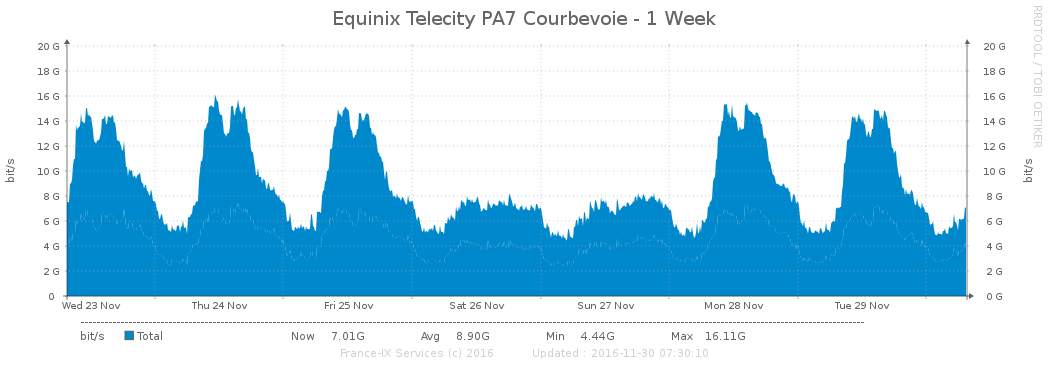 Equinix Telecity PA7 Courbevoie - 1 Week
RRDTOOL / TOBI OETIKER
bit/s
20 G
18 G
16 G
14 G
12 G
10 G
8 G
6 G
4 G
2 G
0
20 G
18 G
16 G
14 G
12 G
10 G
8 G
6 G
4 G
2 G
0 G
bit/s
Wed 23 Nov Thu 24 Nov Fri 25 Nov Sat 26 Nov Sun 27 Nov Mon 28 Nov Tue 29 Nov
bit/s Total Now 7.01G Avg 8.90G Min 4.44G Max 16.11G
France-IX Services (c) 2016 Updated : 2016-11-30 07:30:10